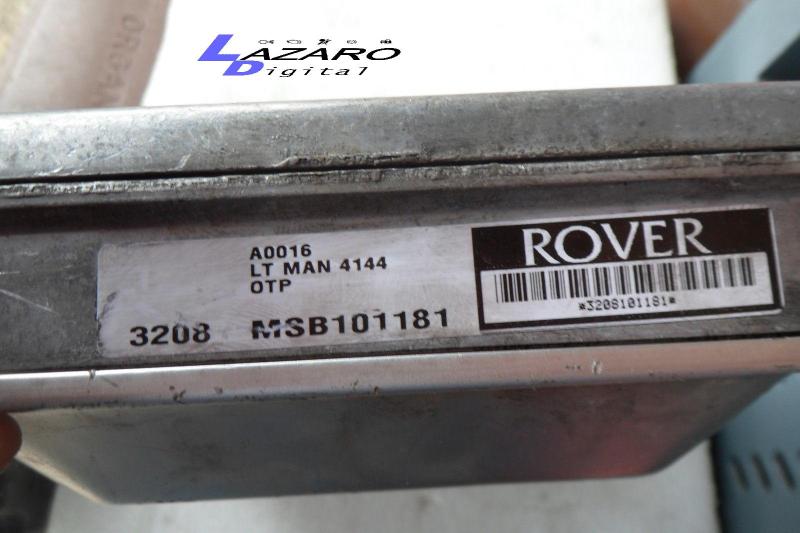 LAZARO
Digital
A0016
LT MAN 4144
OTP
3208 MSB101181
ROVER
*3208101181*